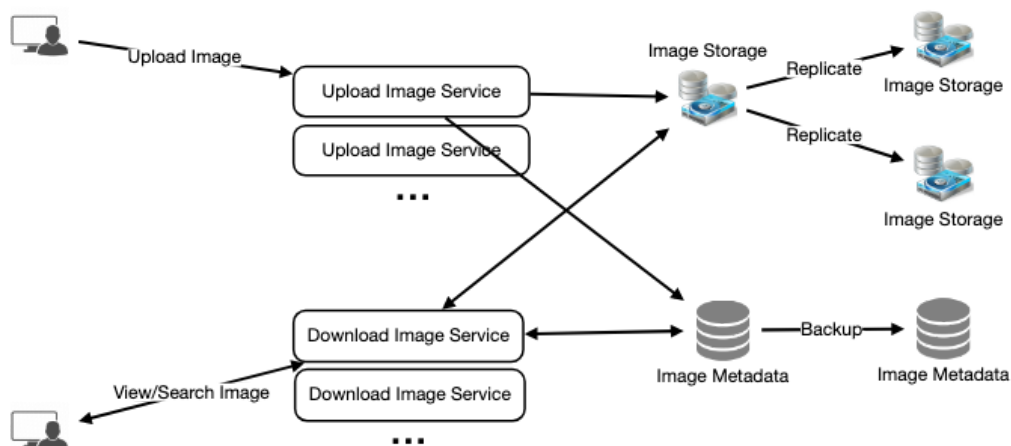 Upload Image
Image Storage
Upload Image Service
Replicate
Image Storage
Upload Image Service
Replicate
...
Image Storage
Download Image Service
Backup
Image Metadata
Image Metadata
View/Search Image
Download Image Service
...